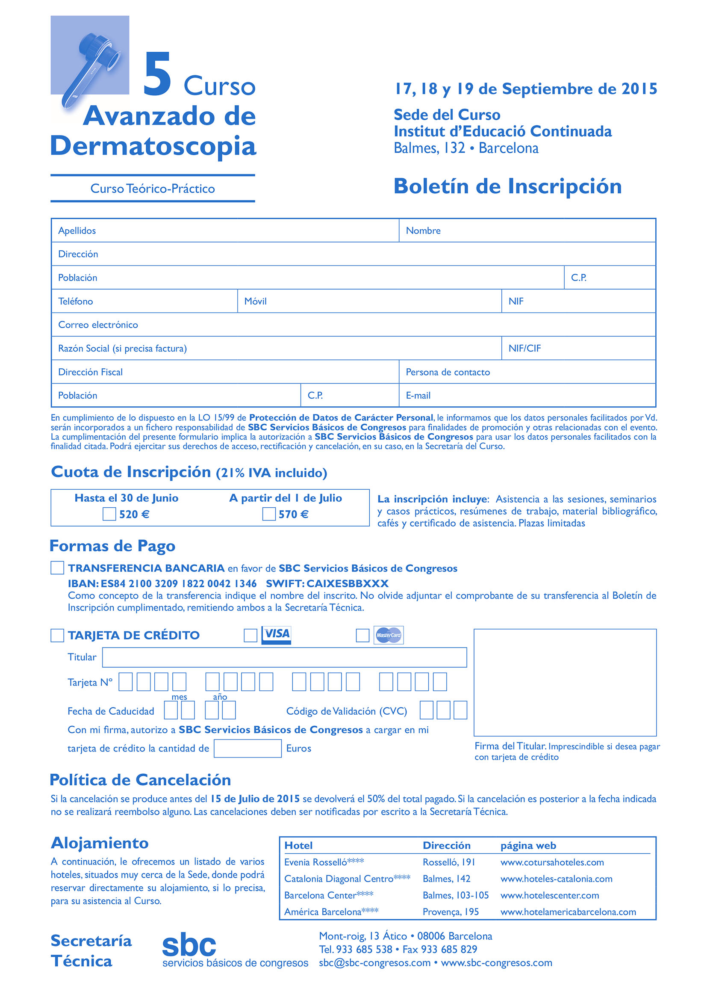 5 Curso
Avanzado de
Dermatoscopia
Curso Teórico-Práctico
17, 18 y 19 de Septiembre de 2015
Sede del Curso
Institut d’Educació Continuada
Balmes, 132 • Barcelona
Boletín de Inscripción
Apellidos Nombre
Dirección
Población C.P.
Teléfono Móvil NIF
Correo electrónico
Razón Social (si precisa factura) NIF/CIF
Dirección Fiscal Persona de contacto
Población C.P. E-mail
En cumplimiento de lo dispuesto en la LO 15/99 de Protección de Datos de Carácter Personal, le informamos que los datos personales facilitados por Vd.
serán incorporados a un fichero responsabilidad de SBC Servicios Básicos de Congresos para finalidades de promoción y otras relacionadas con el evento.
La cumplimentación del presente formulario implica la autorización a SBC Servicios Básicos de Congresos para usar los datos personales facilitados con la
finalidad citada. Podrá ejercitar sus derechos de acceso, rectificación y cancelación, en su caso, en la Secretaría del Curso.
Cuota de Inscripción (21% IVA incluido)
Hasta el 30 de Junio A partir del 1 de Julio
520 € 570 €
La inscripción incluye: Asistencia a las sesiones, seminarios
y casos prácticos, resúmenes de trabajo, material bibliográfico,
cafés y certificado de asistencia. Plazas limitadas
Formas de Pago
TRANSFERENCIA BANCARIA en favor de SBC Servicios Básicos de Congresos
IBAN: ES84 2100 3209 1822 0042 1346 SWIFT: CAIXESBBXXX
Como concepto de la transferencia indique el nombre del inscrito. No olvide adjuntar el comprobante de su transferencia al Boletín de
Inscripción cumplimentado, remitiendo ambos a la Secretaría Técnica.
TARJETA DE CRÉDITO VISA MasterCard
Titular
Tarjeta Nº
mes año
Fecha de Caducidad Código de Validación (CVC)
Con mi firma, autorizo a SBC Servicios Básicos de Congresos a cargar en mi
tarjeta de crédito la cantidad de Euros
Firma del Titular. Imprescindible si desea pagar
con tarjeta de crédito
Política de Cancelación
Si la cancelación se produce antes del 15 de Julio de 2015 se devolverá el 50% del total pagado. Si la cancelación es posterior a la fecha indicada
no se realizará reembolso alguno. Las cancelaciones deben ser notificadas por escrito a la Secretaría Técnica.
Alojamiento
A continuación, le ofrecemos un listado de varios
hoteles, situados muy cerca de la Sede, donde podrá
reservar directamente su alojamiento, si lo precisa,
para su asistencia al Curso.
Hotel Dirección página web
Evenia Rosselló**** Rosselló, 191 www.cotursahoteles.com
Catalonia Diagonal Centro**** Balmes, 142 www.hoteles-catalonia.com
Barcelona Center**** Balmes, 103-105 www.hotelescenter.com
América Barcelona**** Provença, 195 www.hotelamericabarcelona.com
Secretaría
Técnica
sbc
servicios básicos de congresos
Mont-roig, 13 Ático • 08006 Barcelona
Tel. 933 685 538 • Fax 933 685 829
sbc@sbc-congresos.com • www.sbc-congresos.com